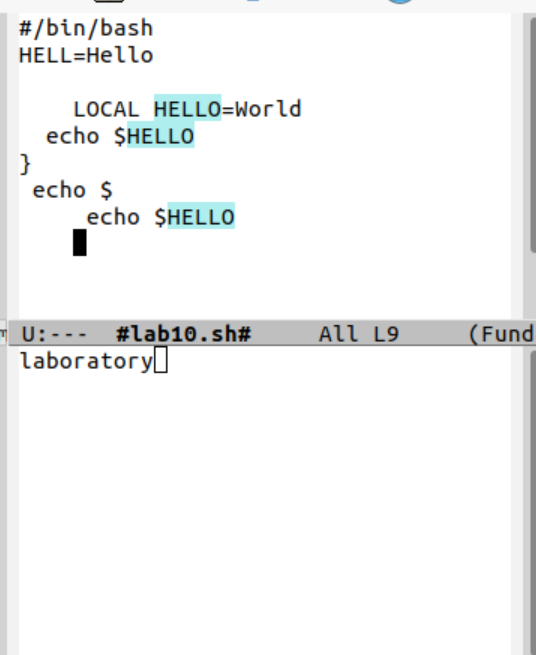 #/bin/bash
HELL=Hello
LOCAL HELLO=World
echo $HELLO
}
echo $
echo $HELLO
U:--- #lab10.sh# All L9 (Fund
laboratory